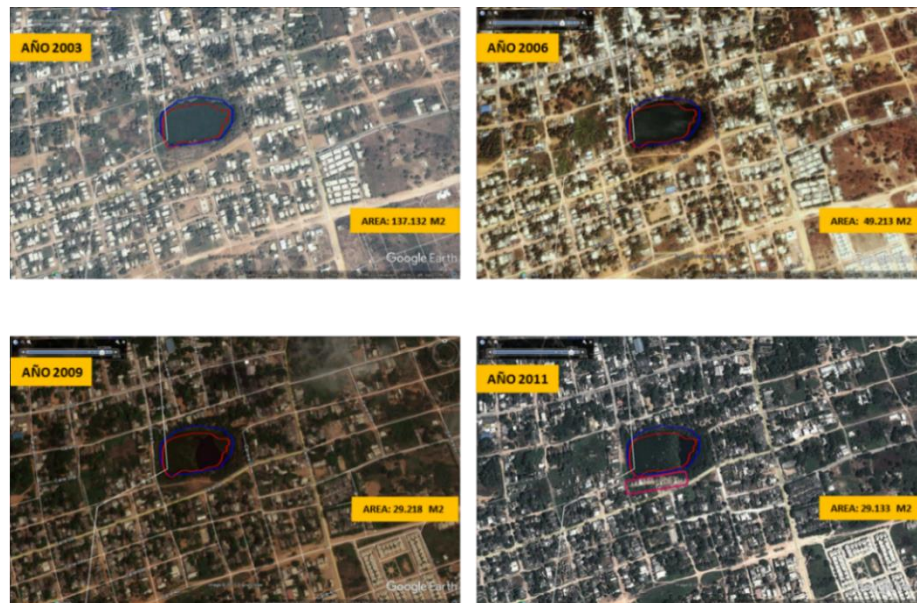 AÑO 2003
AREA: 137.132 M2
Google Earth
AÑO 2006
AREA: 49.213 M2
AÑO 2009
AREA: 29.218 M2
Google Earth
AÑO 2011
AREA: 29.133 M2